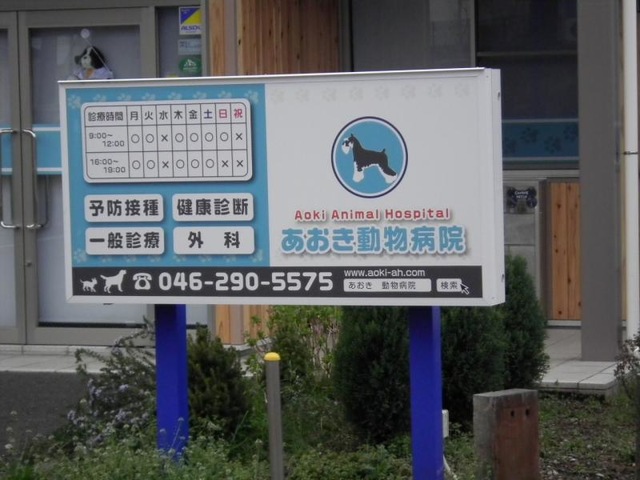 診療時間 月 火 水 木 金 土 日 祝
9:00～12:00 ○ ○ × ○ ○ ○ ○ ○
16:00～19:00 ○ ○ × ○ ○ ○ × ×
予防接種 健康診断
一般診療 外科
Aoki Animal Hospital
あおき動物病院
☎ 046-290-5575
www.aoki-ah.com
あおき 動物病院 検索